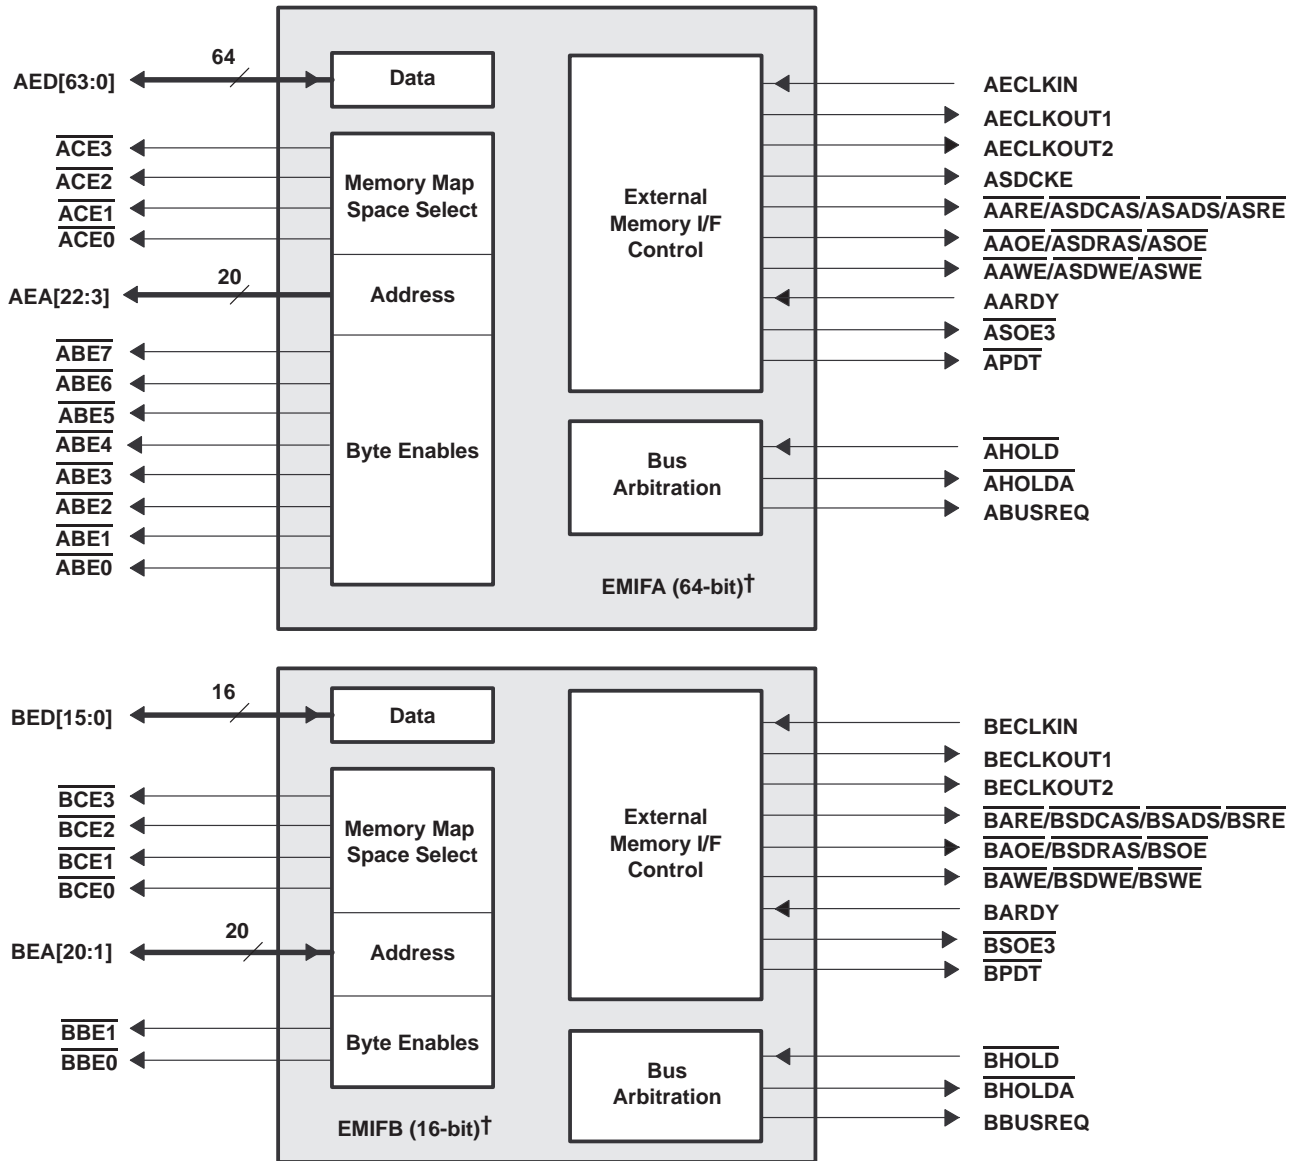 64
AED[63:0]
Data
ACE3
ACE2
ACE1
ACE0
Memory Map
Space Select
20
AEA[22:3]
Address
ABE7
ABE6
ABE5
ABE4
ABE3
ABE2
ABE1
ABE0
Byte Enables
External
Memory I/F
Control
AECLKIN
AECLKOUT1
AECLKOUT2
ASDCKE
AARE/ASDCAS/ASADS/ASRE
AAOE/ASDRAS/ASOE
AAWE/ASDWE/ASWE
AARDY
ASOE3
APDT
Bus
Arbitration
AHOLD
AHOLDA
ABUSREQ
EMIFA (64-bit)†
16
BED[15:0]
Data
BCE3
BCE2
BCE1
BCE0
Memory Map
Space Select
20
BEA[20:1]
Address
BBE1
BBE0
Byte Enables
External
Memory I/F
Control
BECLKIN
BECLKOUT1
BECLKOUT2
BARE/BSDCAS/BSADS/BSRE
BAOE/BSDRAS/BSOE
BAWE/BSDWE/BSWE
BARDY
BSOE3
BPDT
Bus
Arbitration
BHOLD
BHOLDA
BBUSREQ
EMIFB (16-bit)†